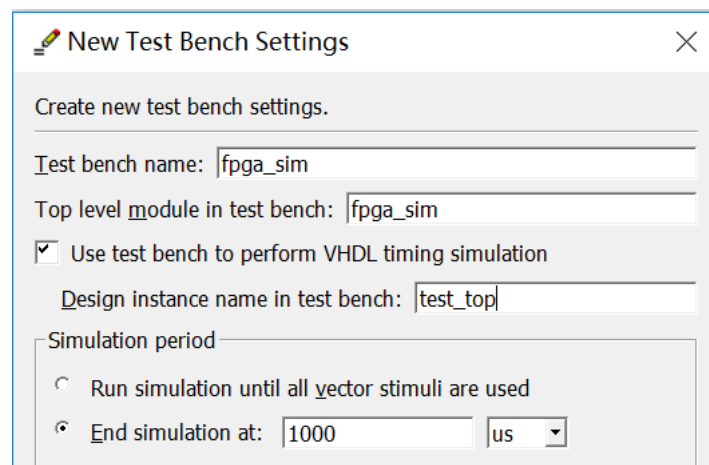 New Test Bench Settings
Create new test bench settings.
Test bench name: fpga_sim
Top level module in test bench: fpga_sim
Use test bench to perform VHDL timing simulation
Design instance name in test bench: test_top
Simulation period
Run simulation until all vector stimuli are used
End simulation at: 1000 us